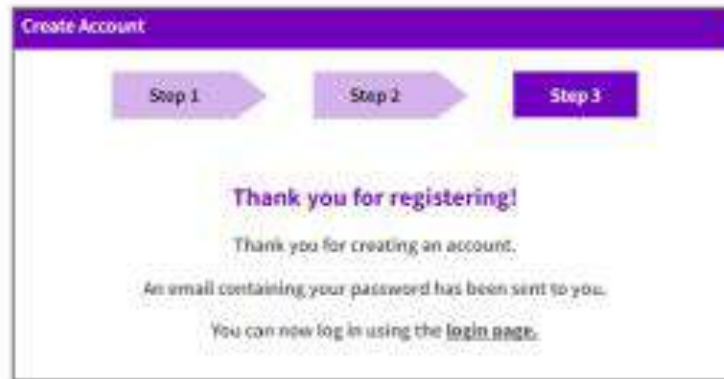 Create Account
Step 1 Step 2 Step 3
Thank you for registering!
Thank you for creating an account.
An email containing your password has been sent to you.
You can now log in using the login page.